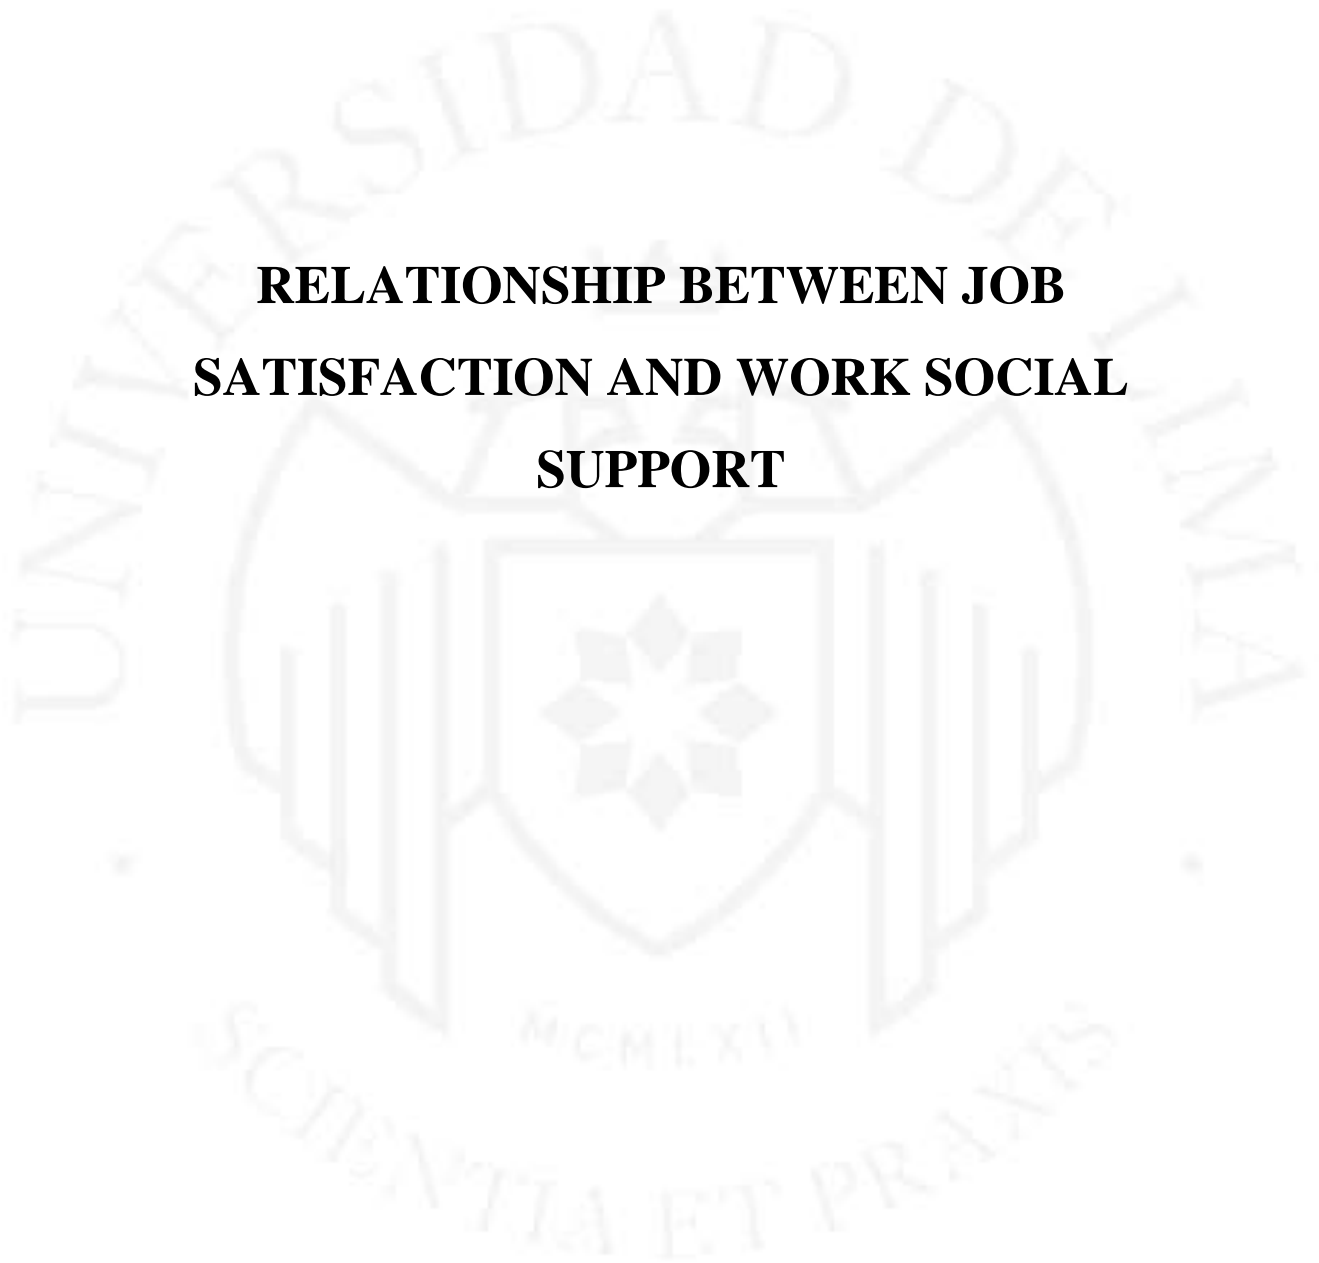 UNIVERSIDAD DE LIMA
RELATIONSHIP BETWEEN JOB
SATISFACTION AND WORK SOCIAL
SUPPORT
MCMLXII
SCIENTIA ET PRAXIS